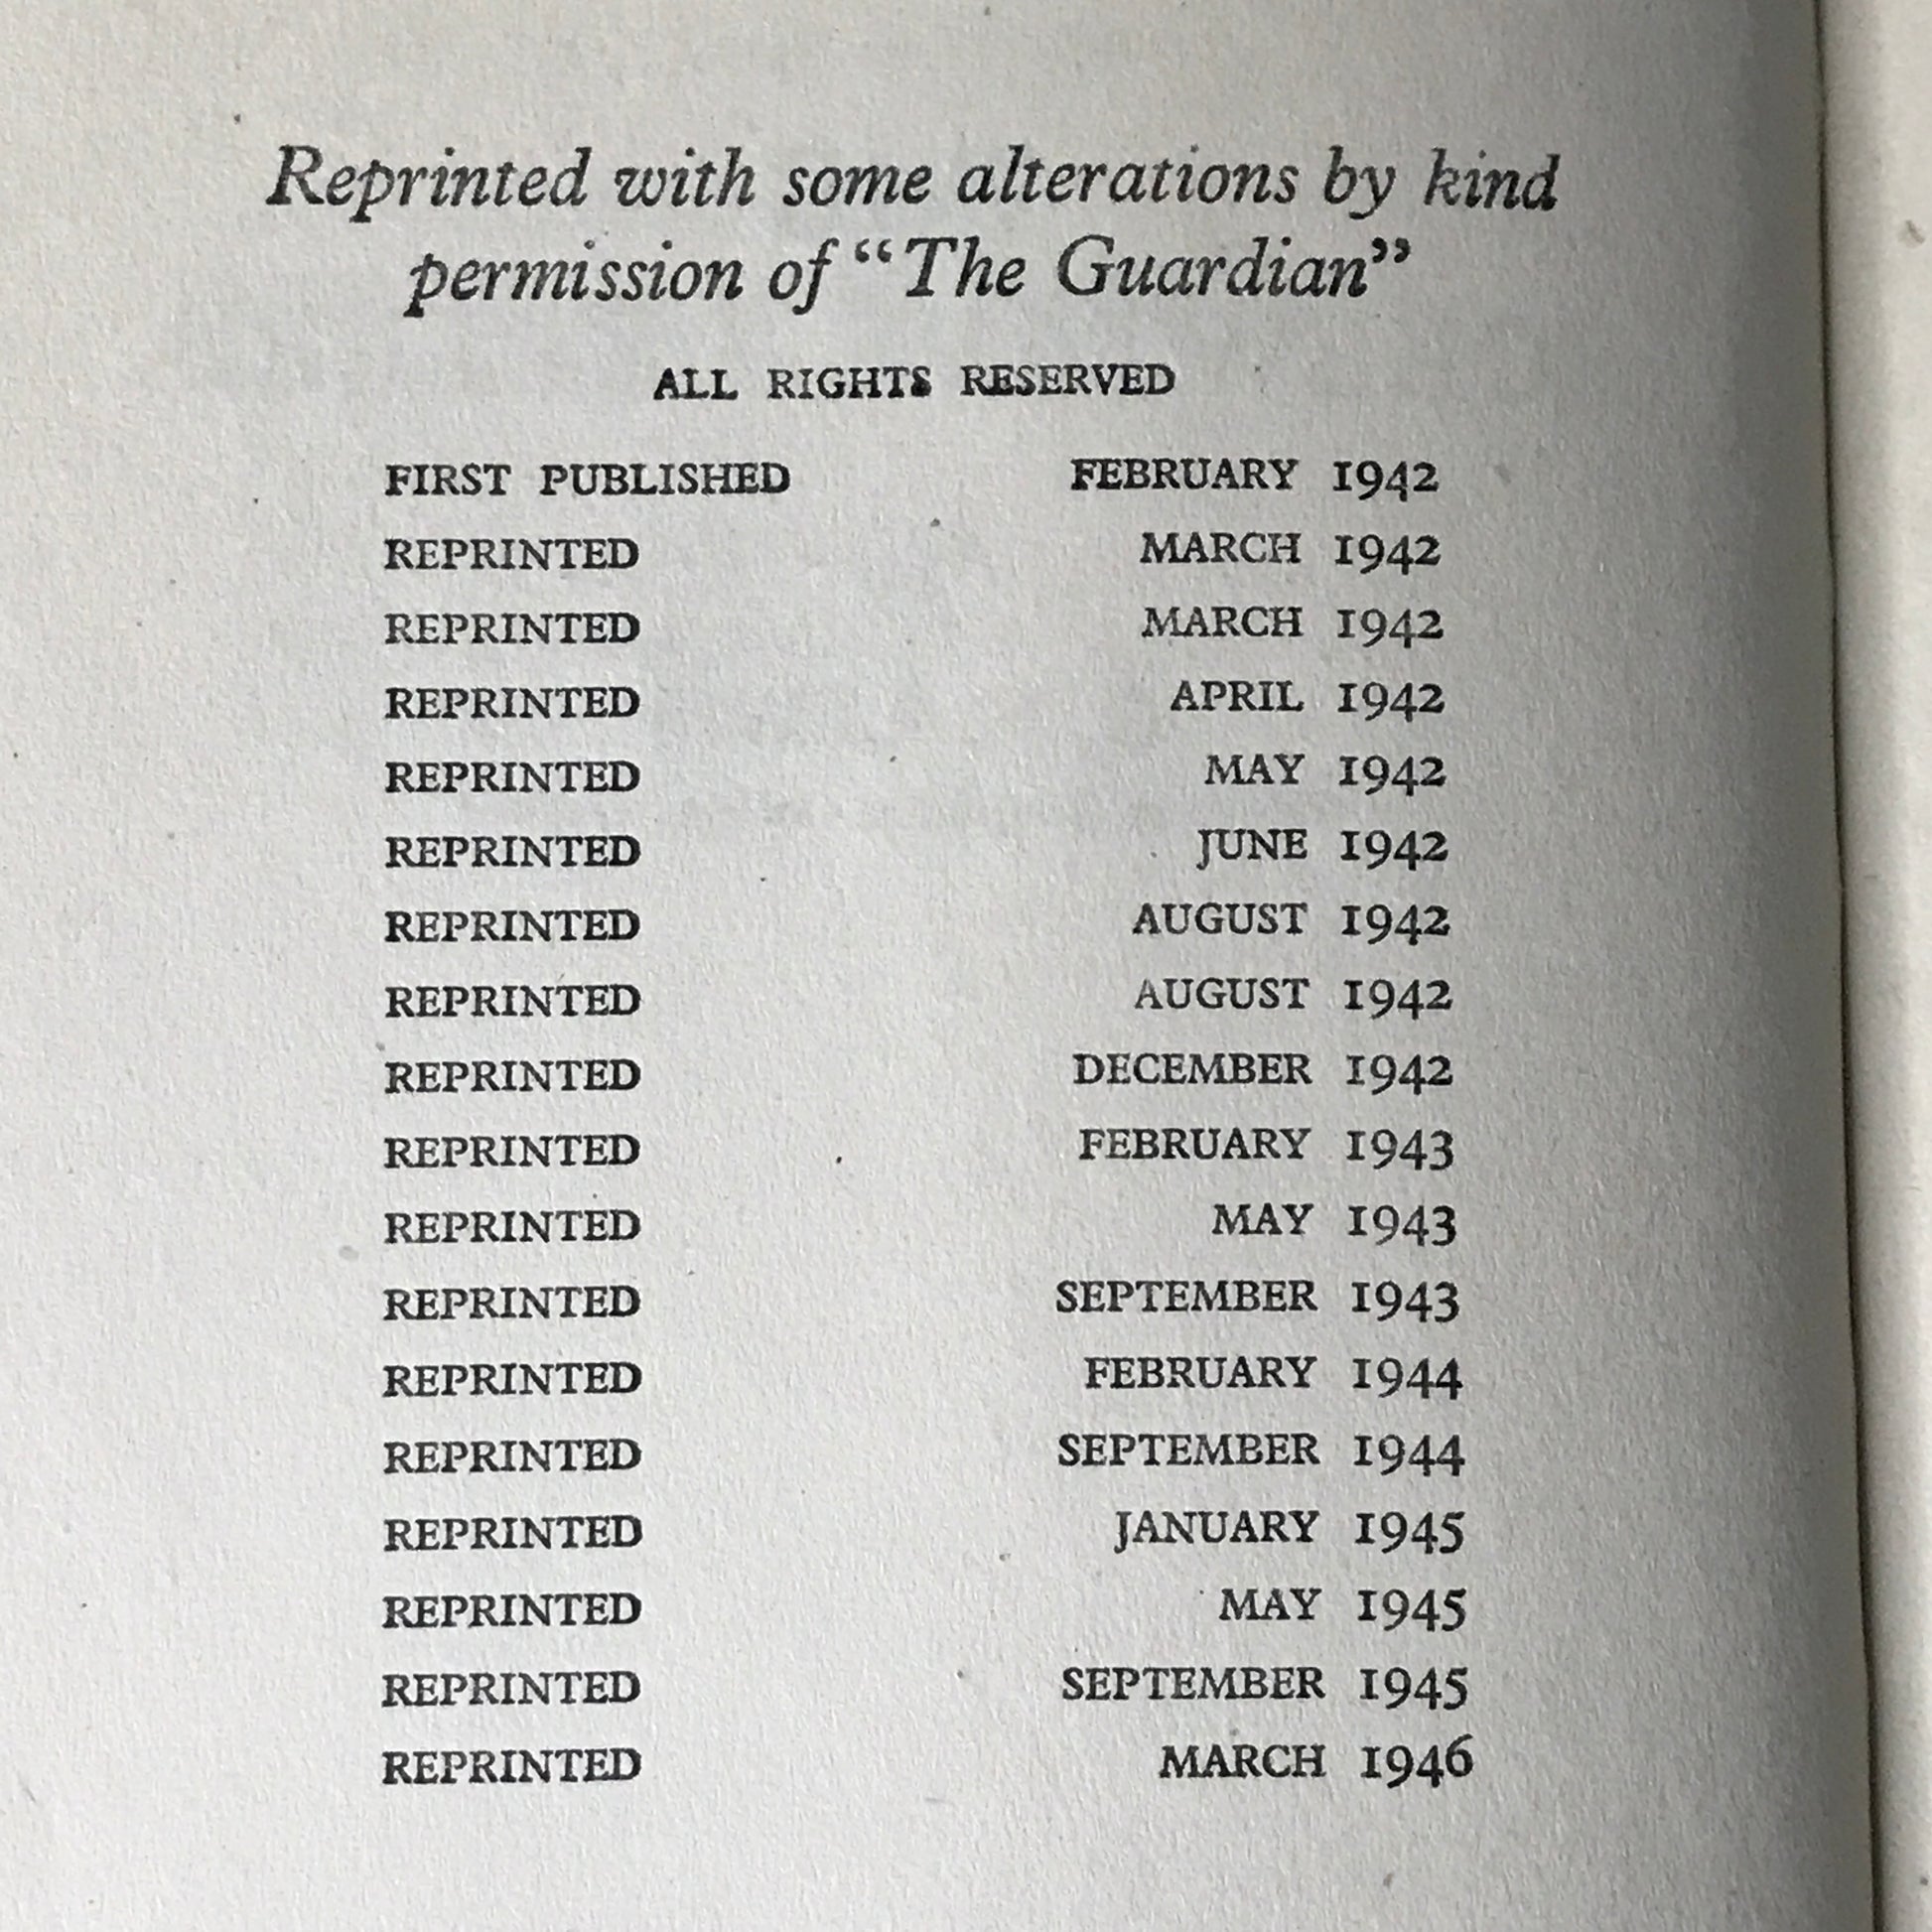 Reprinted with some alterations by kind
permission of “The Guardian”
ALL RIGHTS RESERVED
FIRST PUBLISHED FEBRUARY 1942
REPRINTED MARCH 1942
REPRINTED MARCH 1942
REPRINTED APRIL 1942
REPRINTED MAY 1942
REPRINTED JUNE 1942
REPRINTED AUGUST 1942
REPRINTED AUGUST 1942
REPRINTED DECEMBER 1942
REPRINTED FEBRUARY 1943
REPRINTED MAY 1943
REPRINTED SEPTEMBER 1943
REPRINTED FEBRUARY 1944
REPRINTED SEPTEMBER 1944
REPRINTED JANUARY 1945
REPRINTED MAY 1945
REPRINTED SEPTEMBER 1945
REPRINTED MARCH 1946